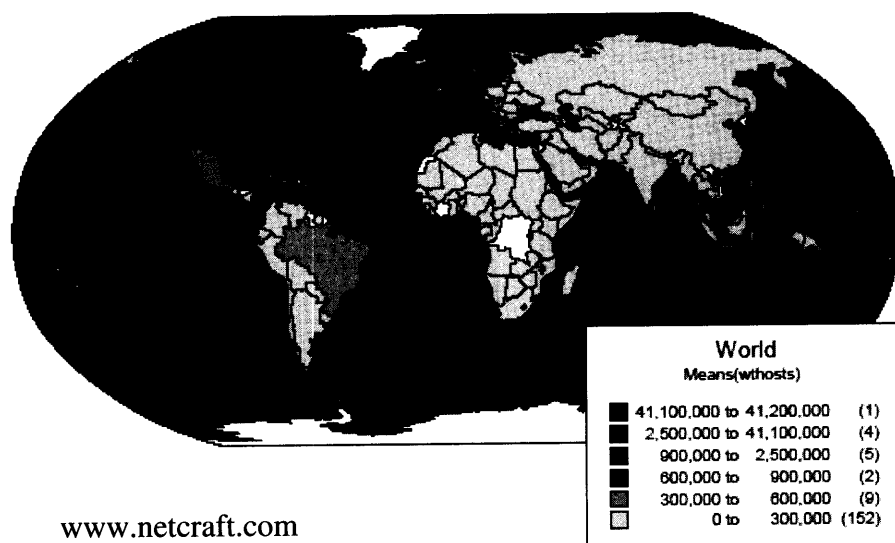 World
Means(wthosts)
41,100,000 to 41,200,000 (1)
2,500,000 to 41,100,000 (4)
900,000 to 2,500,000 (5)
600,000 to 900,000 (2)
300,000 to 600,000 (9)
0 to 300,000 (152)
www.netcraft.com